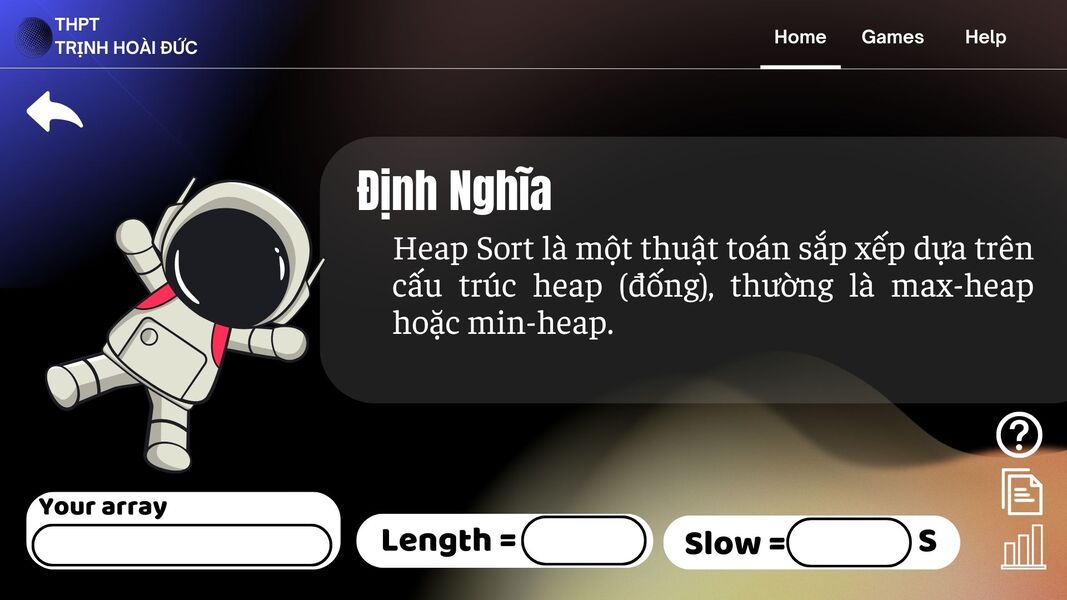 THPT
TRỊNH HOÀI ĐỨC
Home Games Help
Định Nghĩa
Heap Sort là một thuật toán sắp xếp dựa trên
cấu trúc heap (đống), thường là max-heap
hoặc min-heap.
?
Your array
Length =
Slow = S